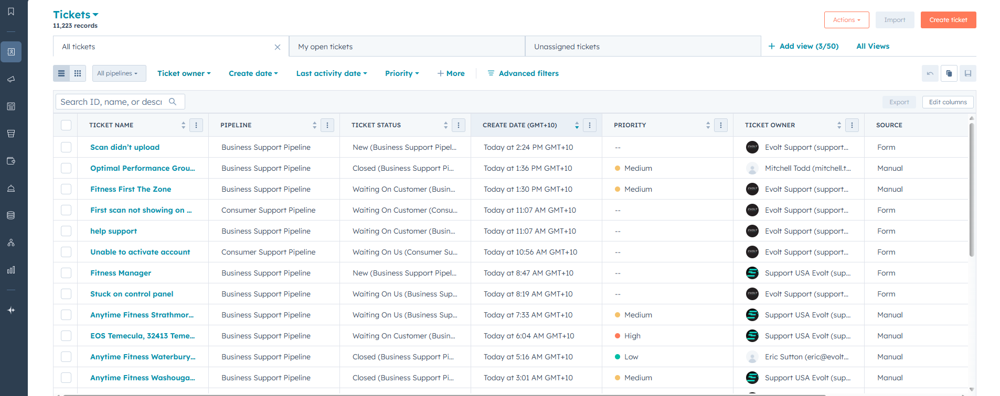 Tickets
11,223 records
Actions
Import
Create ticket
All tickets
My open tickets
Unassigned tickets
+ Add view (3/50)
All Views
All pipelines
Ticket owner
Create date
Last activity date
Priority
+ More
Advanced filters
Search ID, name, or descr
Export
Edit columns
TICKET NAME PIPELINE TICKET STATUS CREATE DATE (GMT+10) PRIORITY TICKET OWNER SOURCE
Scan didn’t upload Business Support Pipeline New (Business Support Pipel... Today at 2:24 PM GMT+10 -- Evolt Support (support... Form
Optimal Performance Grou... Business Support Pipeline Closed (Business Support Pi... Today at 1:36 PM GMT+10 Medium Mitchell Todd (mitchell.t... Manual
Fitness First The Zone Business Support Pipeline Waiting On Customer (Busin... Today at 1:30 PM GMT+10 Medium Evolt Support (support... Manual
First scan not showing on ... Consumer Support Pipeline Waiting On Customer (Consu... Today at 11:07 AM GMT+10 -- Evolt Support (support... Form
help support Business Support Pipeline Waiting On Customer (Busin... Today at 11:07 AM GMT+10 -- Evolt Support (support... Form
Unable to activate account Consumer Support Pipeline Waiting On Us (Consumer Su... Today at 10:56 AM GMT+10 -- Evolt Support (support... Form
Fitness Manager Business Support Pipeline New (Business Support Pipel... Today at 8:47 AM GMT+10 -- Support USA Evolt (sup... Form
Stuck on control panel Business Support Pipeline Waiting On Us (Business Sup... Today at 8:19 AM GMT+10 -- Evolt Support (support... Form
Anytime Fitness Strathmor... Business Support Pipeline Waiting On Us (Business Sup... Today at 7:33 AM GMT+10 Medium Support USA Evolt (sup... Manual
EOS Temecula, 32413 Teme... Business Support Pipeline Waiting On Customer (Busin... Today at 6:04 AM GMT+10 High Support USA Evolt (sup... Manual
Anytime Fitness Waterbury... Business Support Pipeline Closed (Business Support Pi... Today at 5:16 AM GMT+10 Low Eric Sutton (eric@evolt... Manual
Anytime Fitness Washouga... Business Support Pipeline Closed (Business Support Pi... Today at 3:01 AM GMT+10 Medium Support USA Evolt (sup... Manual